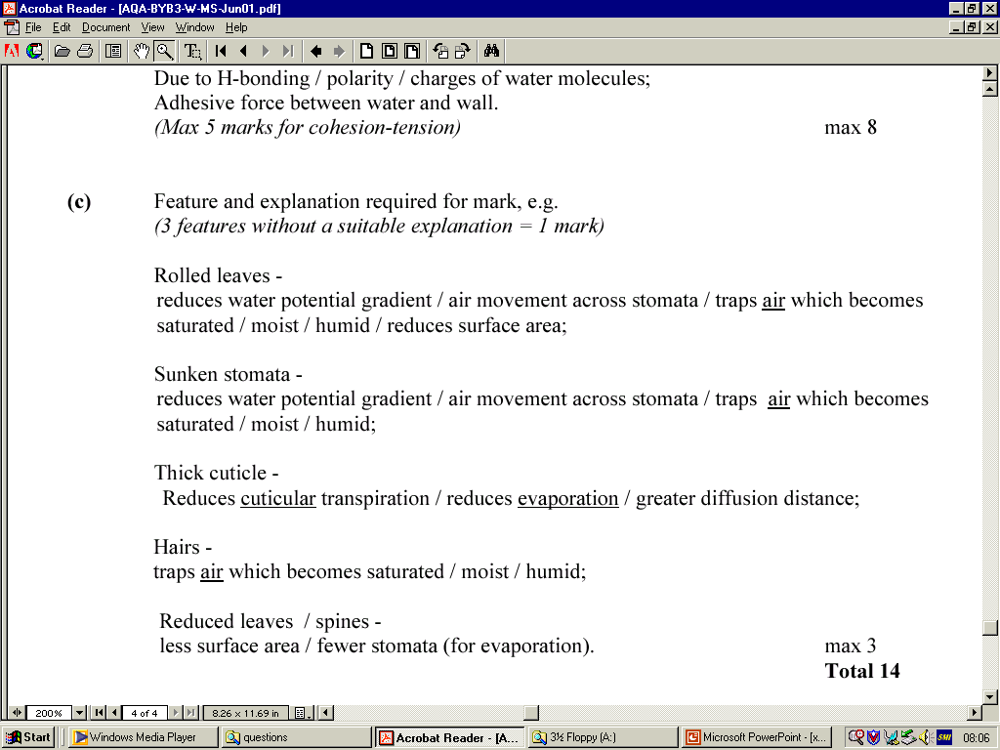 Acrobat Reader - [AQA-BYB3-W-MS-Jun01.pdf]
File Edit Document View Window Help
Due to H-bonding / polarity / charges of water molecules;
Adhesive force between water and wall.
(Max 5 marks for cohesion-tension) max 8
(c) Feature and explanation required for mark, e.g.
(3 features without a suitable explanation = 1 mark)
Rolled leaves -
reduces water potential gradient / air movement across stomata / traps air which becomes
saturated / moist / humid / reduces surface area;
Sunken stomata -
reduces water potential gradient / air movement across stomata / traps air which becomes
saturated / moist / humid;
Thick cuticle -
Reduces cuticular transpiration / reduces evaporation / greater diffusion distance;
Hairs -
traps air which becomes saturated / moist / humid;
Reduced leaves / spines -
less surface area / fewer stomata (for evaporation). max 3
Total 14
200% 4 of 4 8.26 x 11.69 in
Start Windows Media Player questions Acrobat Reader - [A... 3½ Floppy (A:) Microsoft PowerPoint - [x... SMI 08:06